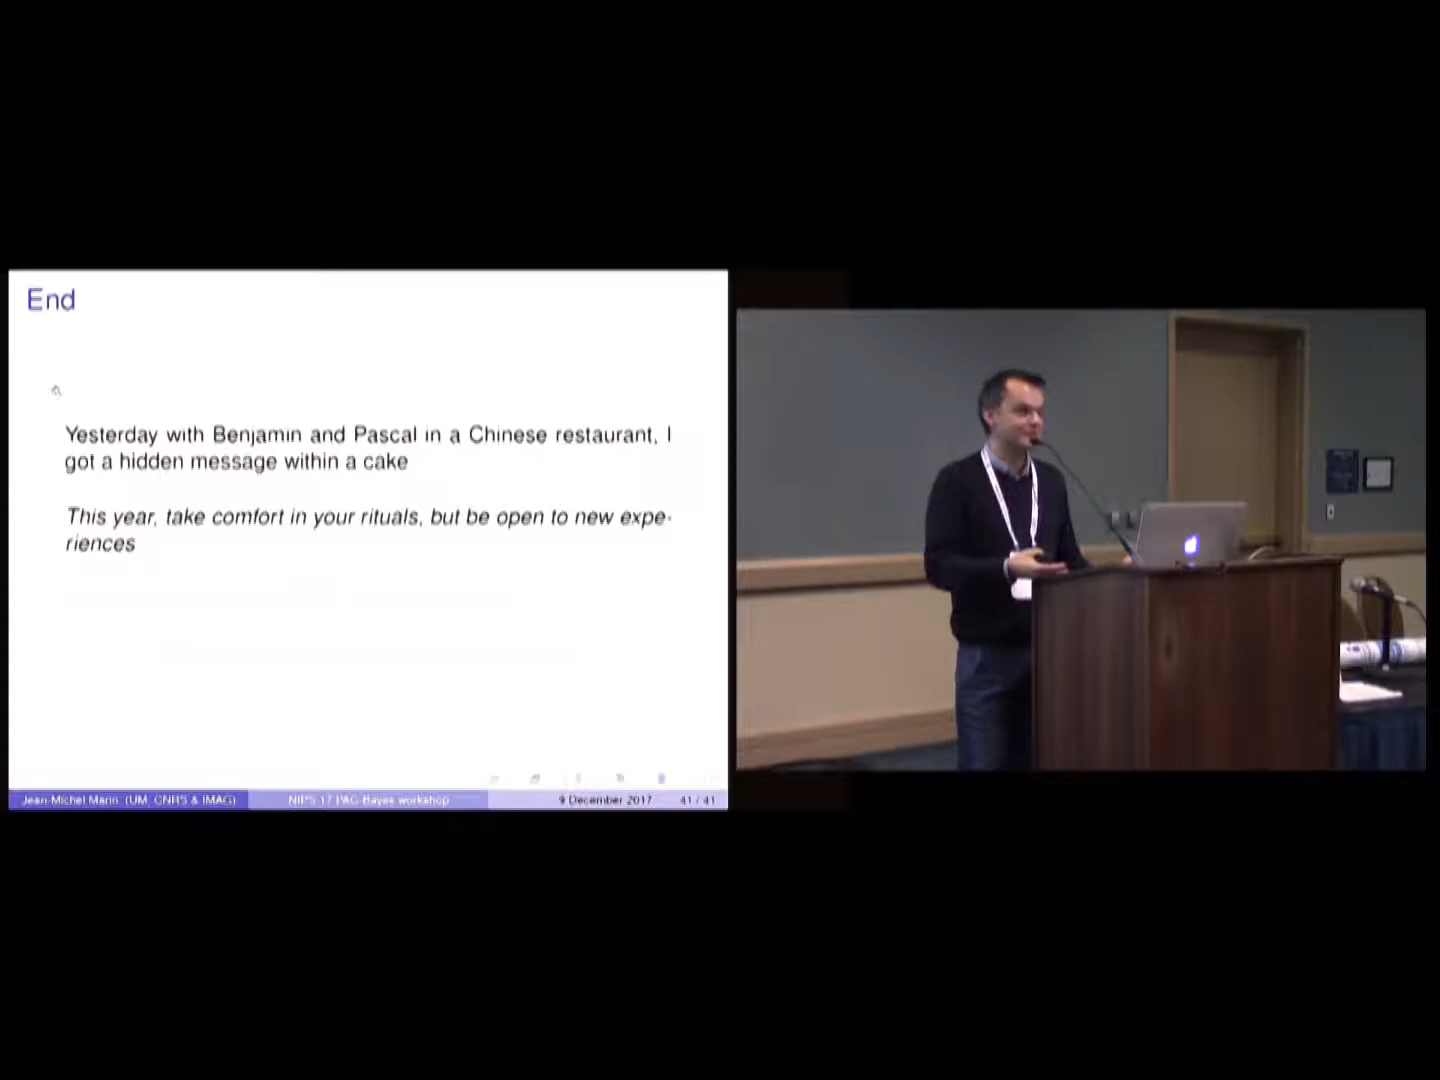 End
Yesterday with Benjamin and Pascal in a Chinese restaurant, I
got a hidden message within a cake
This year, take comfort in your rituals, but be open to new expe-
riences
Jean-Michel Marin (UM, CNRS & IMAG) NIPS 17 PAC-Bayes workshop 9 December 2017 41 / 41